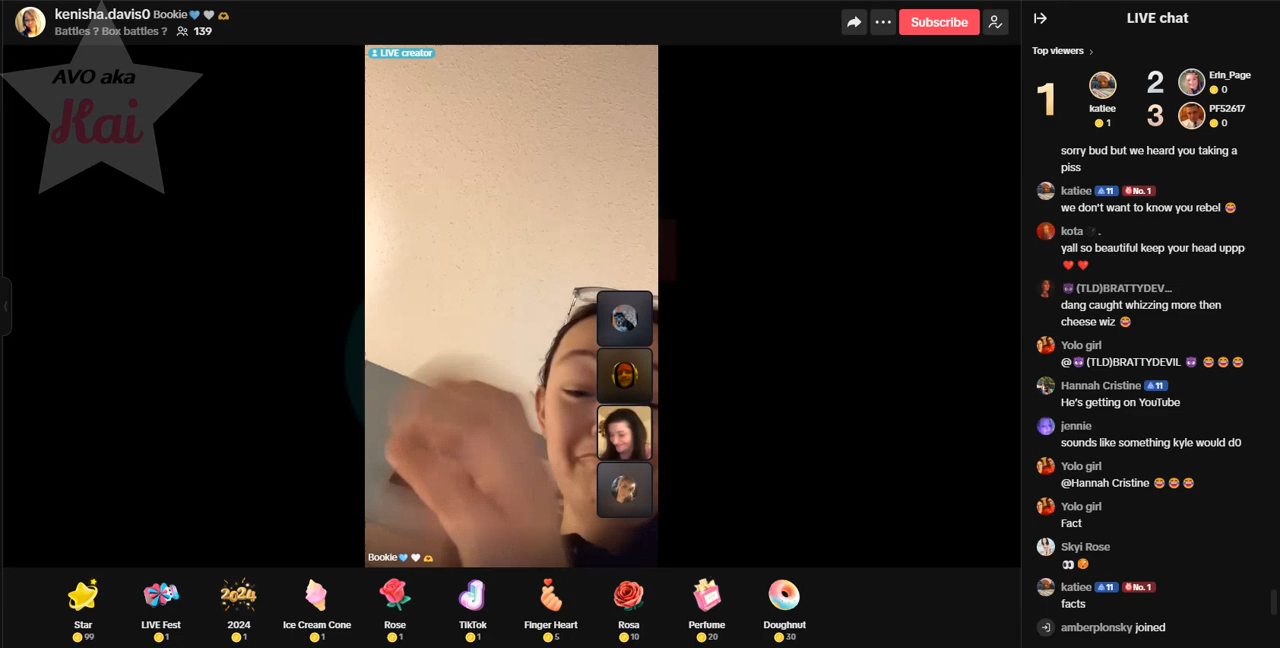 kenisha.davis0 Bookie🩵🤍🫶
Battles ? Box battles ? 139
Subscribe
AVO aka
Kai
LIVE creator
Bookie🩵🤍🫶
Star
99
LIVE Fest
1
2024
2024
1
Ice Cream Cone
1
Rose
1
TikTok
1
Finger Heart
5
Rosa
10
Perfume
20
Doughnut
30
LIVE chat
Top viewers ›
1
katiee
1
2
Erin_Page
0
3
PF52617
0
sorry bud but we heard you taking a
piss
katiee 11 No. 1
we don't want to know you rebel 😂
kota .
yall so beautiful keep your head uppp
❤️ ❤️
😈(TLD)BRATTYDEV...
dang caught whizzing more then
cheese wiz 😂
Yolo girl
@😈(TLD)BRATTYDEVIL 😈 😂 😂 😂
Hannah Cristine 11
He's getting on YouTube
jennie
sounds like something kyle would d0
Yolo girl
@Hannah Cristine 😂 😂 😂
Yolo girl
Fact
Skyi Rose
👀
katiee 11 No. 1
facts
amberplonsky joined